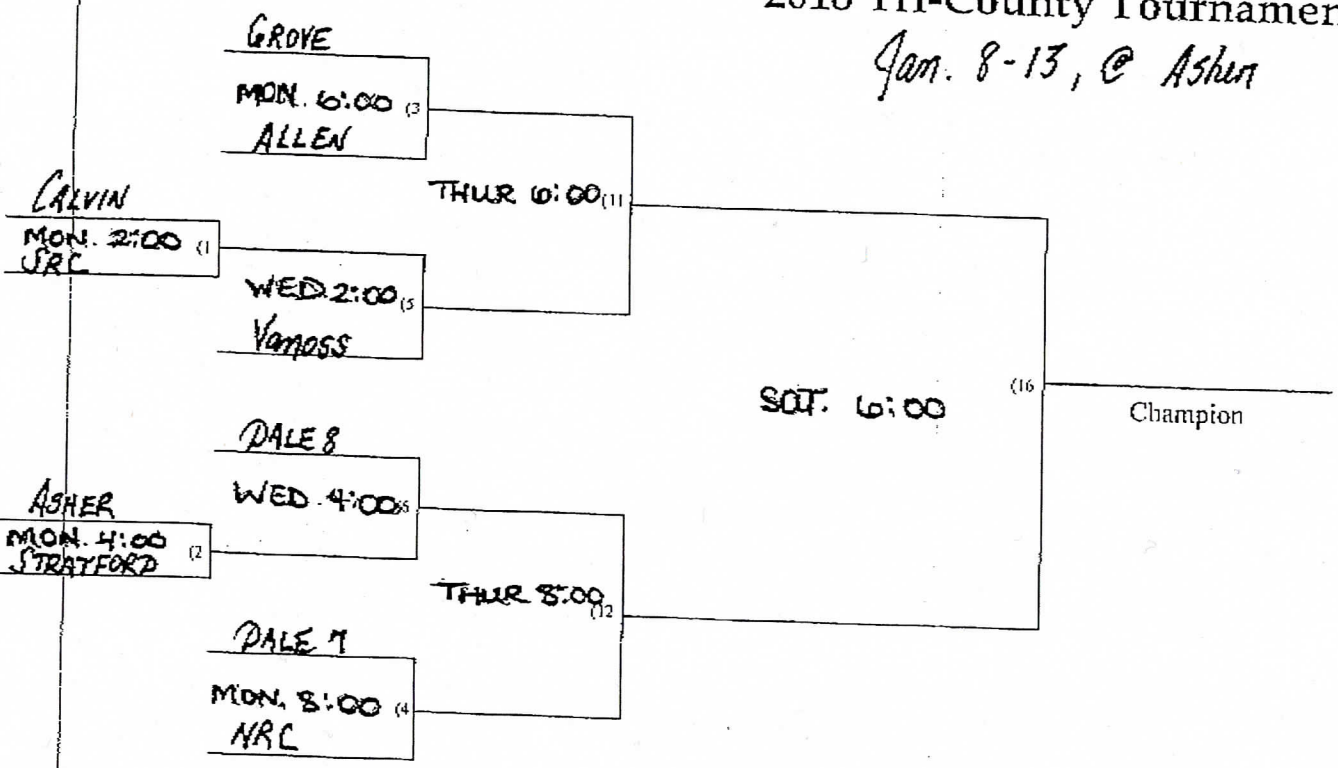 2018 Tri-County Tournamen
Jan. 8-13, @ Asher
GROVE
MON. 6:00 (3
ALLEN
THUR 6:00 (11
CALVIN
MON. 2:00 (1
SRC
WED. 2:00 (5
Vanoss
SAT. 6:00 (16
Champion
DALE 8
WED. 4:00 (6
ASHER
MON. 4:00 (2
STRATFORD
THUR 8:00 (12
DALE 7
MON. 8:00 (4
NRC